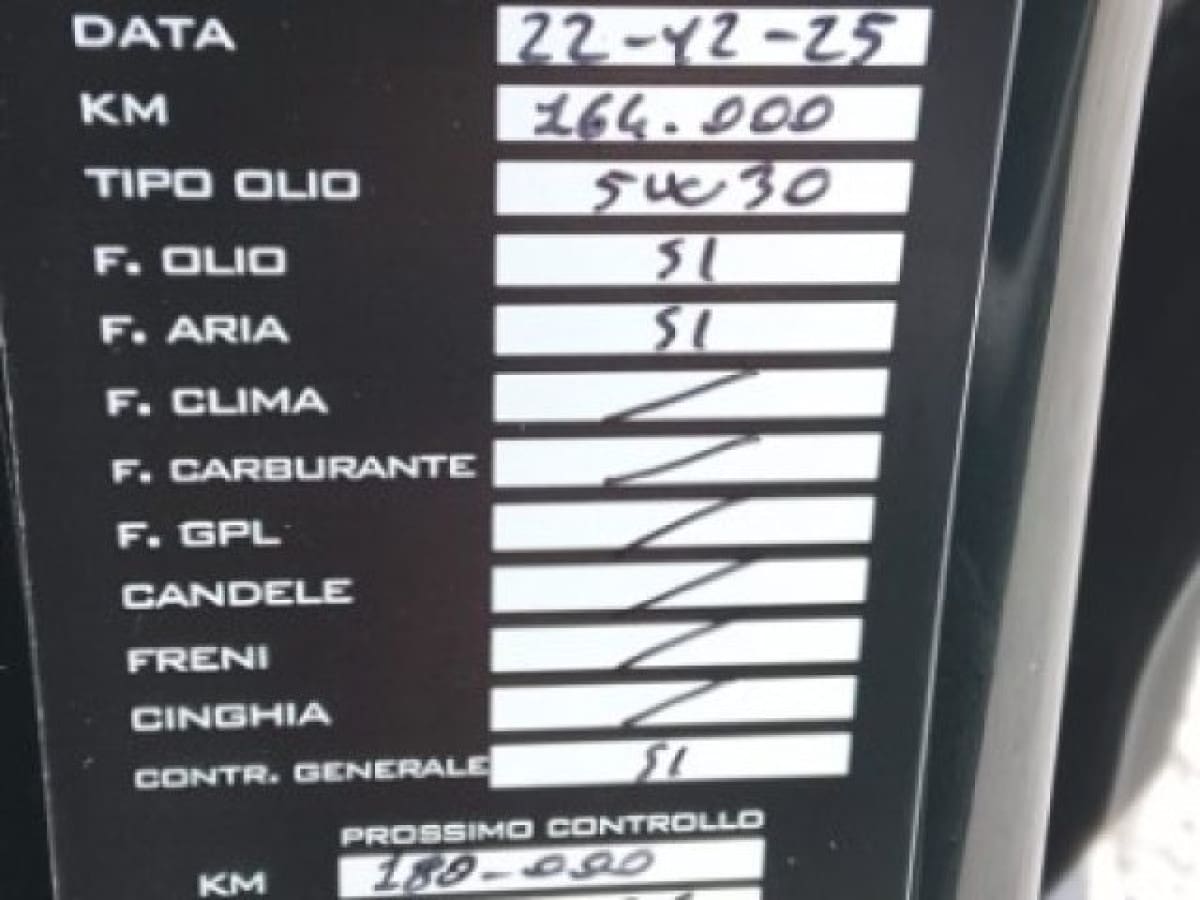 DATA 22-12-25
KM 164.000
TIPO OLIO 5W30
F. OLIO SI
F. ARIA SI
F. CLIMA /
F. CARBURANTE /
F. GPL /
CANDELE /
FRENI /
CINGHIA /
CONTR. GENERALE SI
PROSSIMO CONTROLLO
KM 180-000